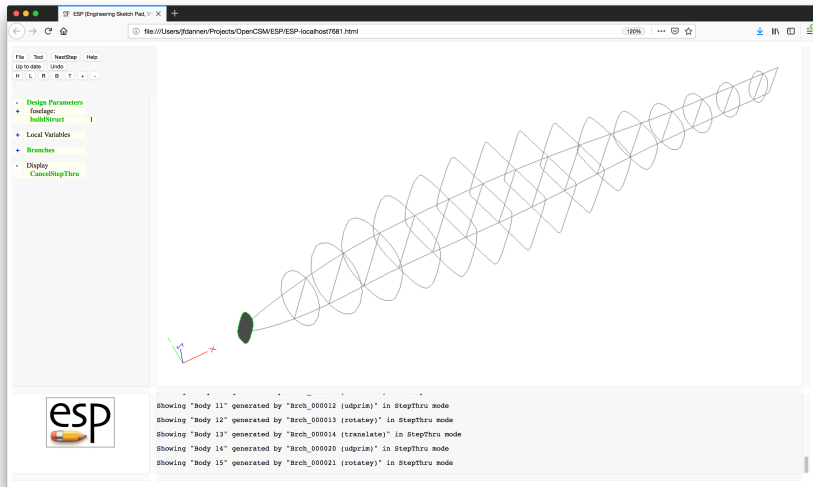 ESP (Engineering Sketch Pad, V
file:///Users/jfdannen/Projects/OpenCSM/ESP/ESP-localhost7681.html
120%
File Tool NextStep Help
Up to date Undo
H L R B T + -
- Design Parameters
+ fuselage:
buildStruct 1
+ Local Variables
+ Branches
- Display
CancelStepThru
X
esp
Showing "Body 11" generated by "Brch_000012 (udprim)" in StepThru mode
Showing "Body 12" generated by "Brch_000013 (rotatey)" in StepThru mode
Showing "Body 13" generated by "Brch_000014 (translate)" in StepThru mode
Showing "Body 14" generated by "Brch_000020 (udprim)" in StepThru mode
Showing "Body 15" generated by "Brch_000021 (rotatey)" in StepThru mode